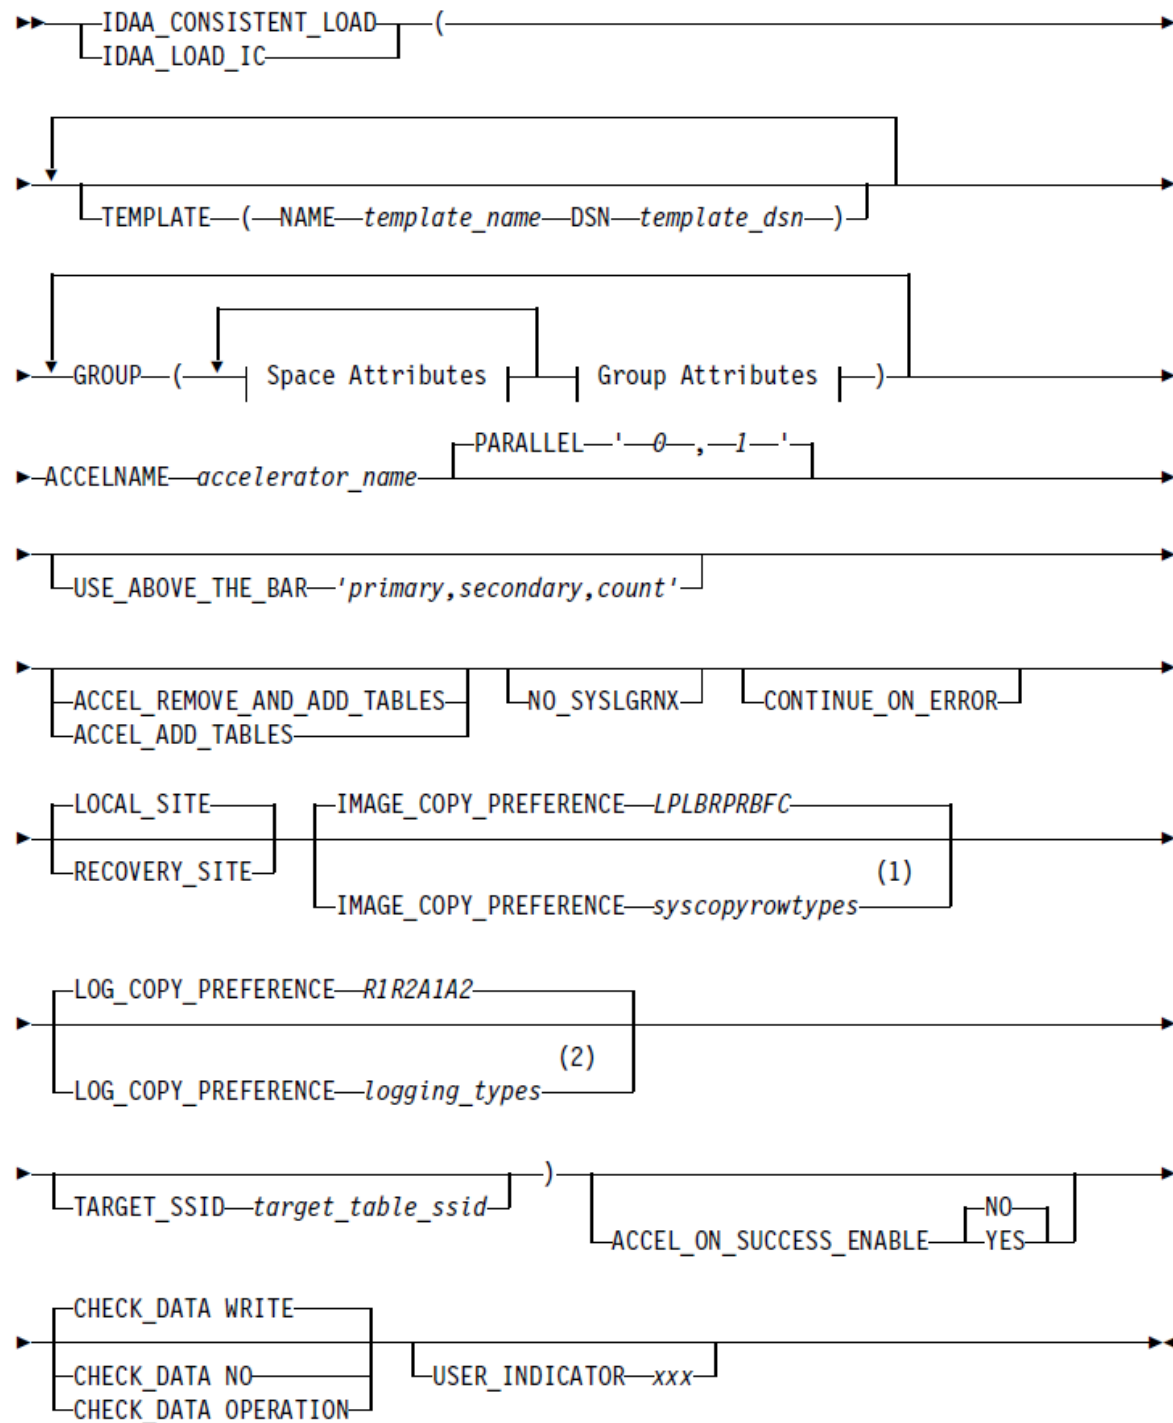 IDAA_CONSISTENT_LOAD (
IDAA_LOAD_IC
TEMPLATE ( NAME template_name DSN template_dsn )
GROUP ( Space Attributes Group Attributes )
PARALLEL ' 0 , 1 '
ACCELNAME accelerator_name
USE_ABOVE_THE_BAR 'primary,secondary,count'
ACCEL_REMOVE_AND_ADD_TABLES NO_SYSLGRNX CONTINUE_ON_ERROR
ACCEL_ADD_TABLES
LOCAL_SITE IMAGE_COPY_PREFERENCE LPLBRPRBFC
RECOVERY_SITE (1)
IMAGE_COPY_PREFERENCE syscopyrowtypes
LOG_COPY_PREFERENCE R1R2A1A2
(2)
LOG_COPY_PREFERENCE logging_types
TARGET_SSID target_table_ssid ) NO
ACCEL_ON_SUCCESS_ENABLE YES
CHECK_DATA WRITE
CHECK_DATA NO USER_INDICATOR xxx
CHECK_DATA OPERATION